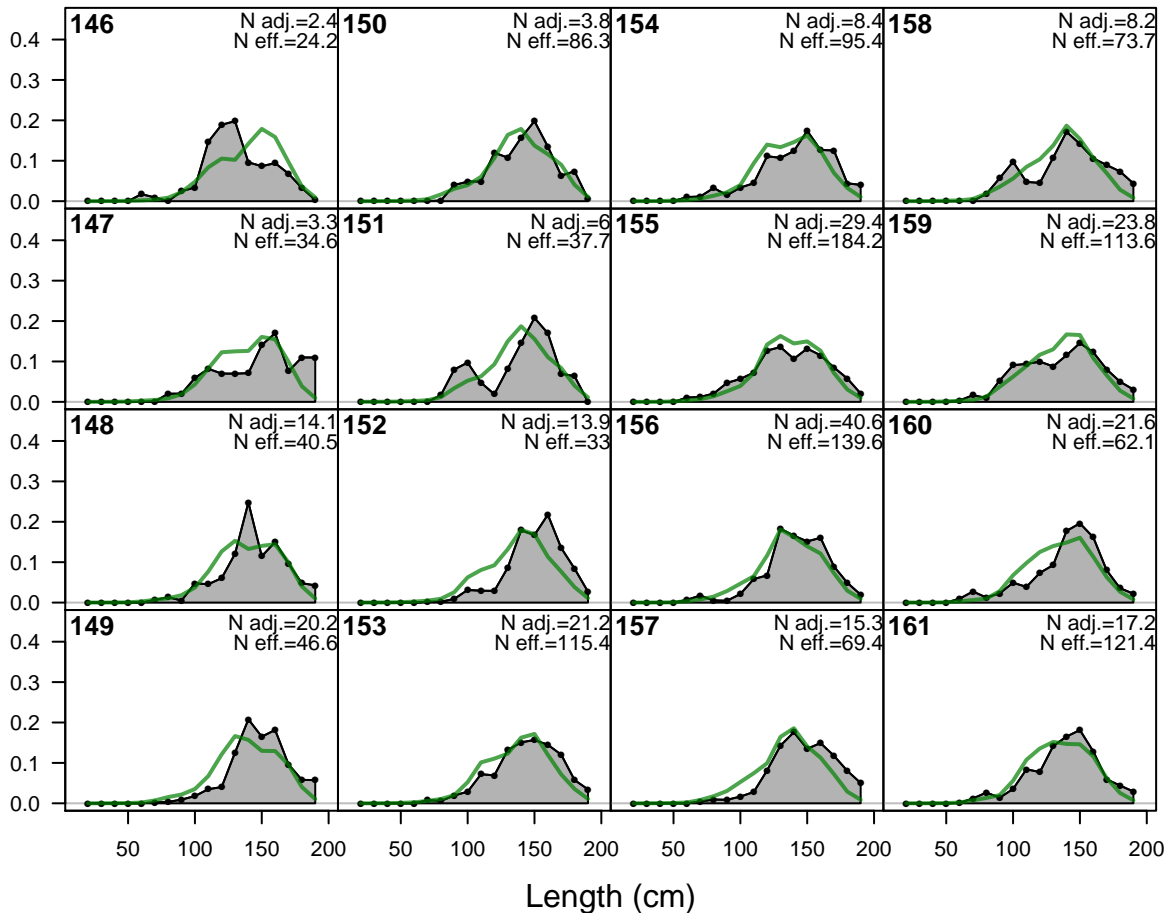 146 N adj.=2.4
N eff.=24.2
150 N adj.=3.8
N eff.=86.3
154 N adj.=8.4
N eff.=95.4
158 N adj.=8.2
N eff.=73.7
0.4
0.3
0.2
0.1
0.0
147 N adj.=3.3
N eff.=34.6
151 N adj.=6
N eff.=37.7
155 N adj.=29.4
N eff.=184.2
159 N adj.=23.8
N eff.=113.6
0.4
0.3
0.2
0.1
0.0
148 N adj.=14.1
N eff.=40.5
152 N adj.=13.9
N eff.=33
156 N adj.=40.6
N eff.=139.6
160 N adj.=21.6
N eff.=62.1
0.4
0.3
0.2
0.1
0.0
149 N adj.=20.2
N eff.=46.6
153 N adj.=21.2
N eff.=115.4
157 N adj.=15.3
N eff.=69.4
161 N adj.=17.2
N eff.=121.4
0.4
0.3
0.2
0.1
0.0
50 100 150 200 50 100 150 200 50 100 150 200 50 100 150 200
Length (cm)